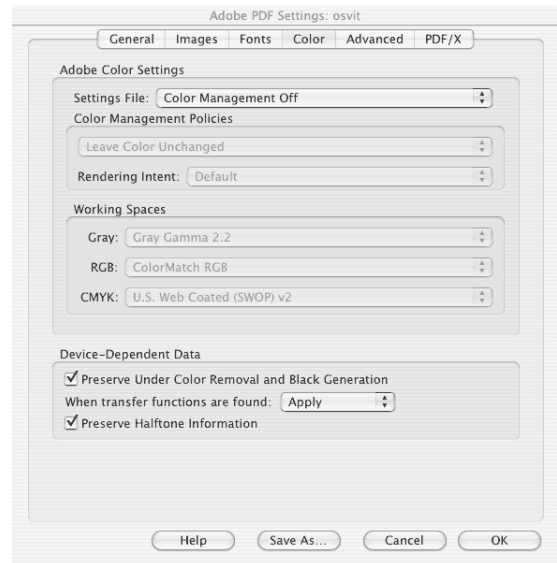 Adobe PDF Settings: osvit
General Images Fonts Color Advanced PDF/X
Adobe Color Settings
Settings File: Color Management Off
Color Management Policies
Leave Color Unchanged
Rendering Intent: Default
Working Spaces
Gray: Gray Gamma 2.2
RGB: ColorMatch RGB
CMYK: U.S. Web Coated (SWOP) v2
Device-Dependent Data
Preserve Under Color Removal and Black Generation
When transfer functions are found: Apply
Preserve Halftone Information
Help Save As... Cancel OK